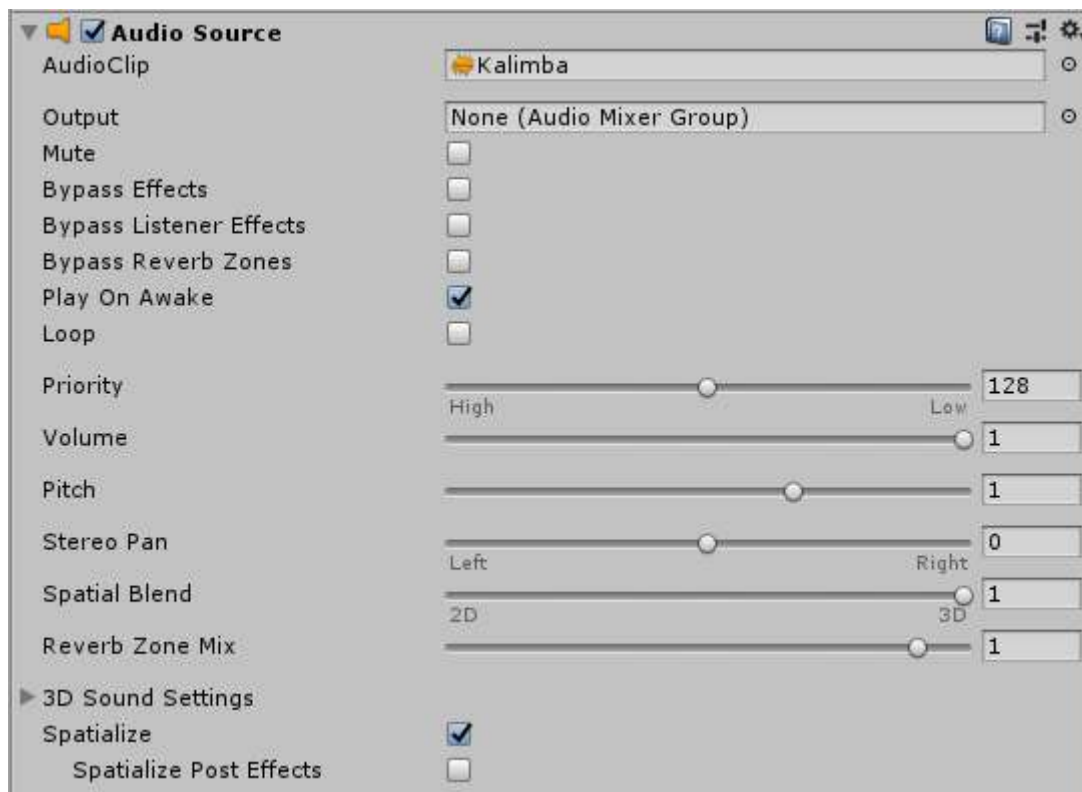 Audio Source
AudioClip Kalimba
Output None (Audio Mixer Group)
Mute
Bypass Effects
Bypass Listener Effects
Bypass Reverb Zones
Play On Awake
Loop
Priority 128
High Low
Volume 1
Pitch 1
Stereo Pan 0
Left Right
Spatial Blend 1
2D 3D
Reverb Zone Mix 1
3D Sound Settings
Spatialize
Spatialize Post Effects